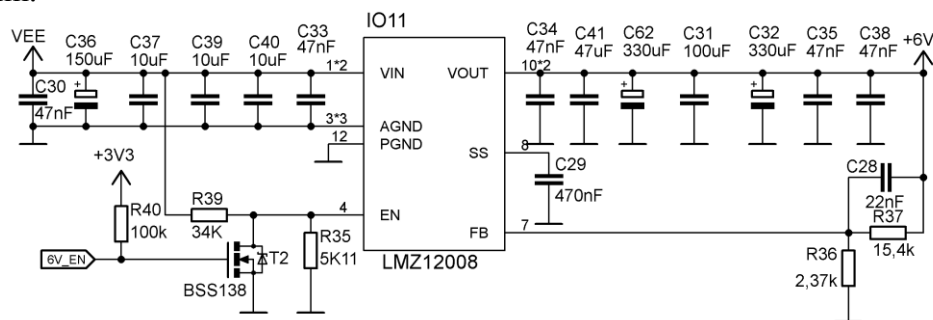 IO11
VEE
C36
150uF
C37
10uF
C39
10uF
C40
10uF
C33
47nF
C34
47nF
C41
47uF
C62
330uF
C31
100uF
C32
330uF
C35
47nF
C38
47nF
+6V
1*2
VIN
VOUT
10*2
C30
47nF
3*3
AGND
12
PGND
SS
8
C29
470nF
+3V3
R40
100k
R39
34K
4
EN
FB
7
C28
22nF
R37
15,4k
R36
2,37k
6V_EN
T2
BSS138
R35
5K11
LMZ12008